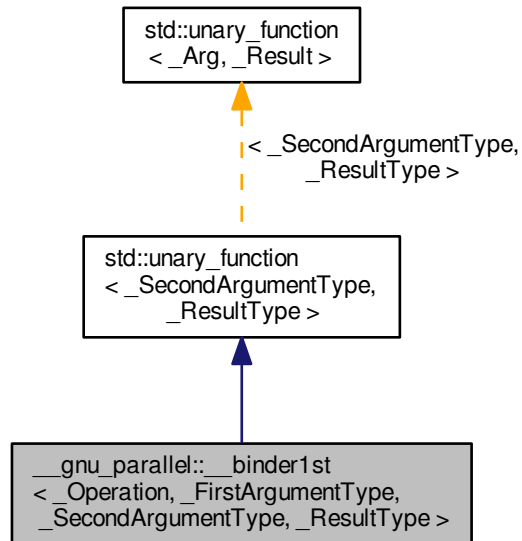 std::unary_function
< _Arg, _Result >
< _SecondArgumentType,
_ResultType >
std::unary_function
< _SecondArgumentType,
_ResultType >
__gnu_parallel::__binder1st
< _Operation, _FirstArgumentType,
_SecondArgumentType, _ResultType >